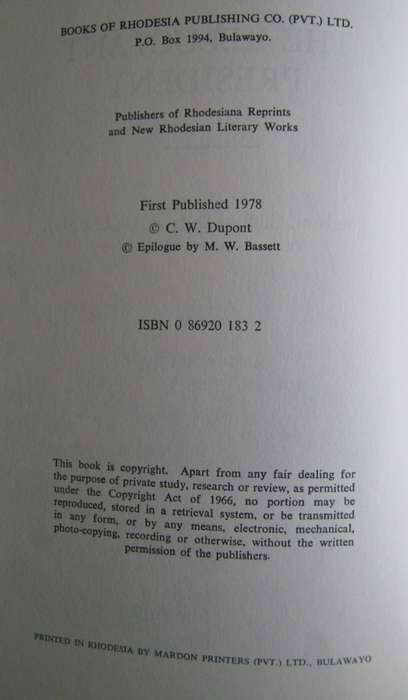 BOOKS OF RHODESIA PUBLISHING CO. (PVT.) LTD.
P.O. Box 1994, Bulawayo.
Publishers of Rhodesiana Reprints
and New Rhodesian Literary Works
First Published 1978
© C. W. Dupont
© Epilogue by M. W. Bassett
ISBN 0 86920 183 2
This book is copyright. Apart from any fair dealing for
the purpose of private study, research or review, as permitted
under the Copyright Act of 1966, no portion may be
reproduced, stored in a retrieval system, or be transmitted
in any form, or by any means, electronic, mechanical,
photo-copying, recording or otherwise, without the written
permission of the publishers.
PRINTED IN RHODESIA BY MARDON PRINTERS (PVT.) LTD., BULAWAYO